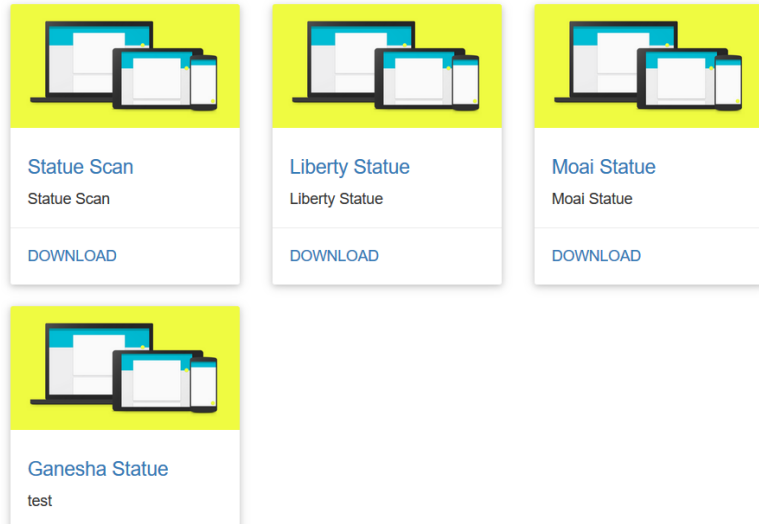 Statue Scan
Statue Scan
DOWNLOAD
Liberty Statue
Liberty Statue
DOWNLOAD
Moai Statue
Moai Statue
DOWNLOAD
Ganesha Statue
test